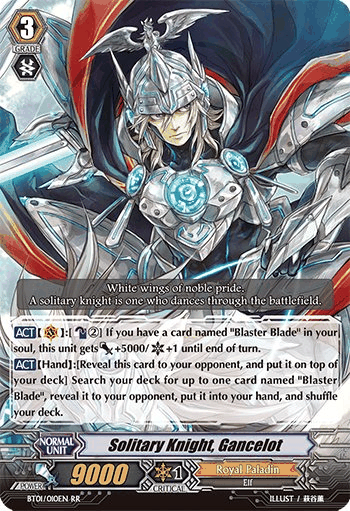 3
GRADE
White wings of noble pride.
A solitary knight is one who dances through the battlefield.
ACT[ ]:[ ②] If you have a card named "Blaster Blade" in your
soul, this unit gets +5000/ +1 until end of turn.
ACT[Hand]:[Reveal this card to your opponent, and put it on top of
your deck] Search your deck for up to one card named "Blaster
Blade", reveal it to your opponent, put it into your hand, and shuffle
your deck.
NORMAL
UNIT
Solitary Knight, Gancelot
POWER
9000
1
CRITICAL
Royal Paladin
Elf
BT01/010EN RR
ILLUST / 萩谷薫